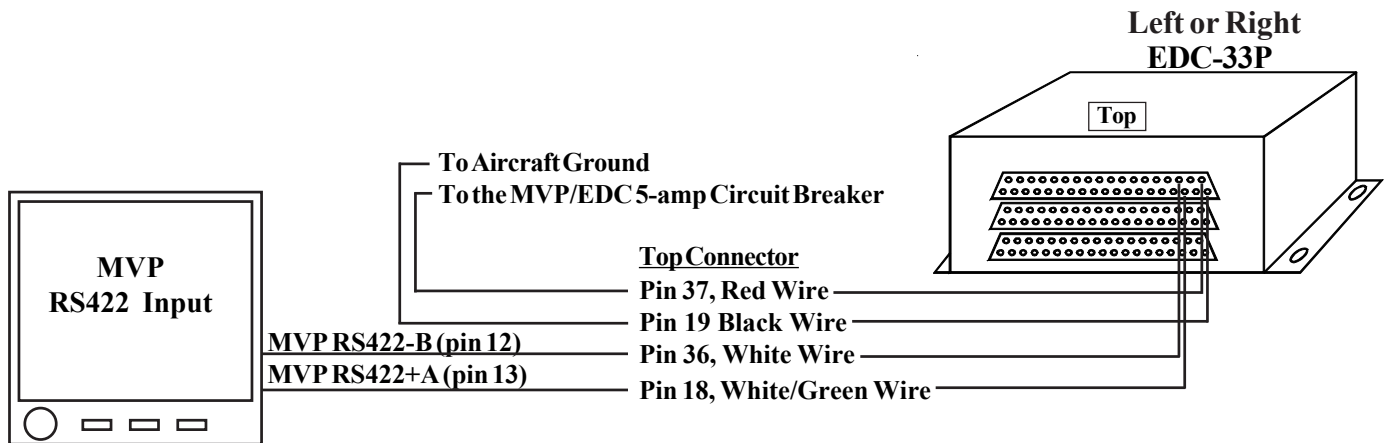 Left or Right
EDC-33P
Top
To Aircraft Ground
To the MVP/EDC 5-amp Circuit Breaker
MVP
RS422 Input
Top Connector
Pin 37, Red Wire
Pin 19 Black Wire
MVP RS422-B (pin 12)
Pin 36, White Wire
MVP RS422+A (pin 13)
Pin 18, White/Green Wire